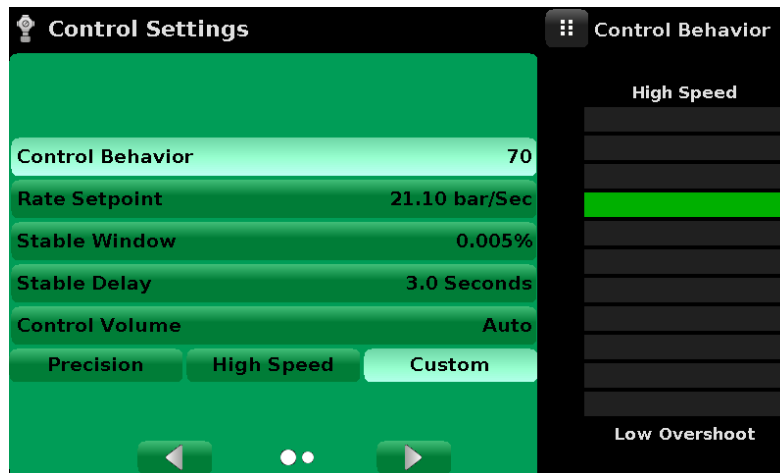 Control Settings
Control Behavior
High Speed
Control Behavior 70
Rate Setpoint 21.10 bar/Sec
Stable Window 0.005%
Stable Delay 3.0 Seconds
Control Volume Auto
Precision High Speed Custom
Low Overshoot